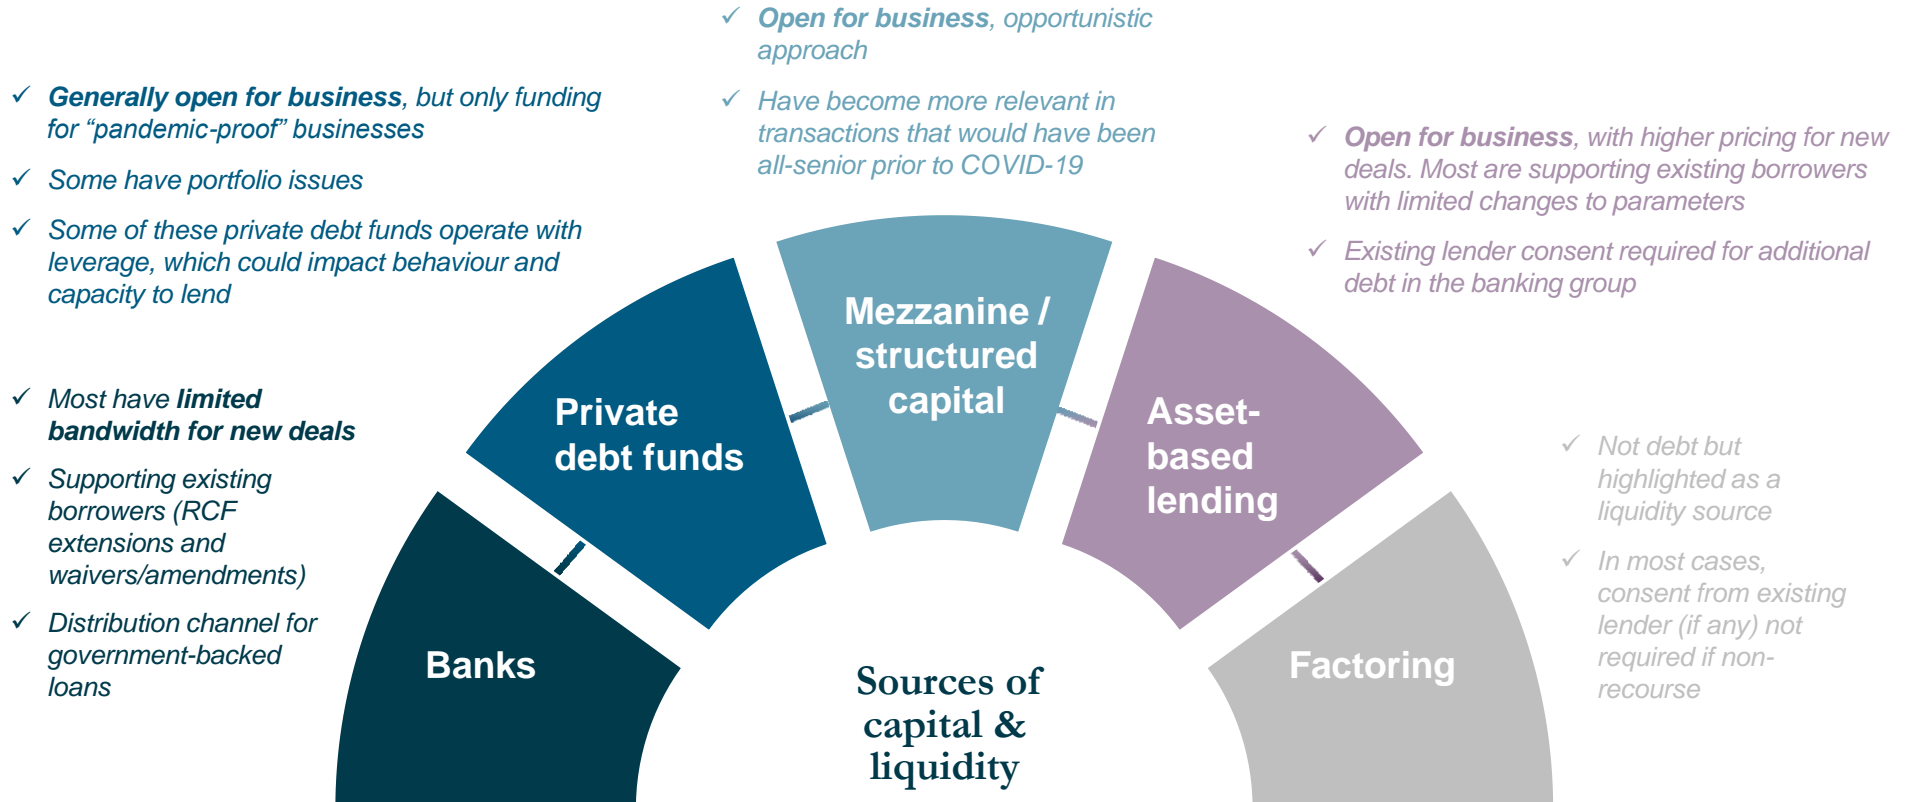 ✓ Open for business, opportunistic
approach
✓ Have become more relevant in
transactions that would have been
all-senior prior to COVID-19
✓ Generally open for business, but only funding
for “pandemic-proof” businesses
✓ Some have portfolio issues
✓ Some of these private debt funds operate with
leverage, which could impact behaviour and
capacity to lend
✓ Open for business, with higher pricing for new
deals. Most are supporting existing borrowers
with limited changes to parameters
✓ Existing lender consent required for additional
debt in the banking group
✓ Most have limited
bandwidth for new deals
✓ Supporting existing
borrowers (RCF
extensions and
waivers/amendments)
✓ Distribution channel for
government-backed
loans
Banks
Private
debt funds
Mezzanine /
structured
capital
Asset-
based
lending
Factoring
✓ Not debt but
highlighted as a
liquidity source
✓ In most cases,
consent from existing
lender (if any) not
required if non-
recourse
Sources of
capital &
liquidity